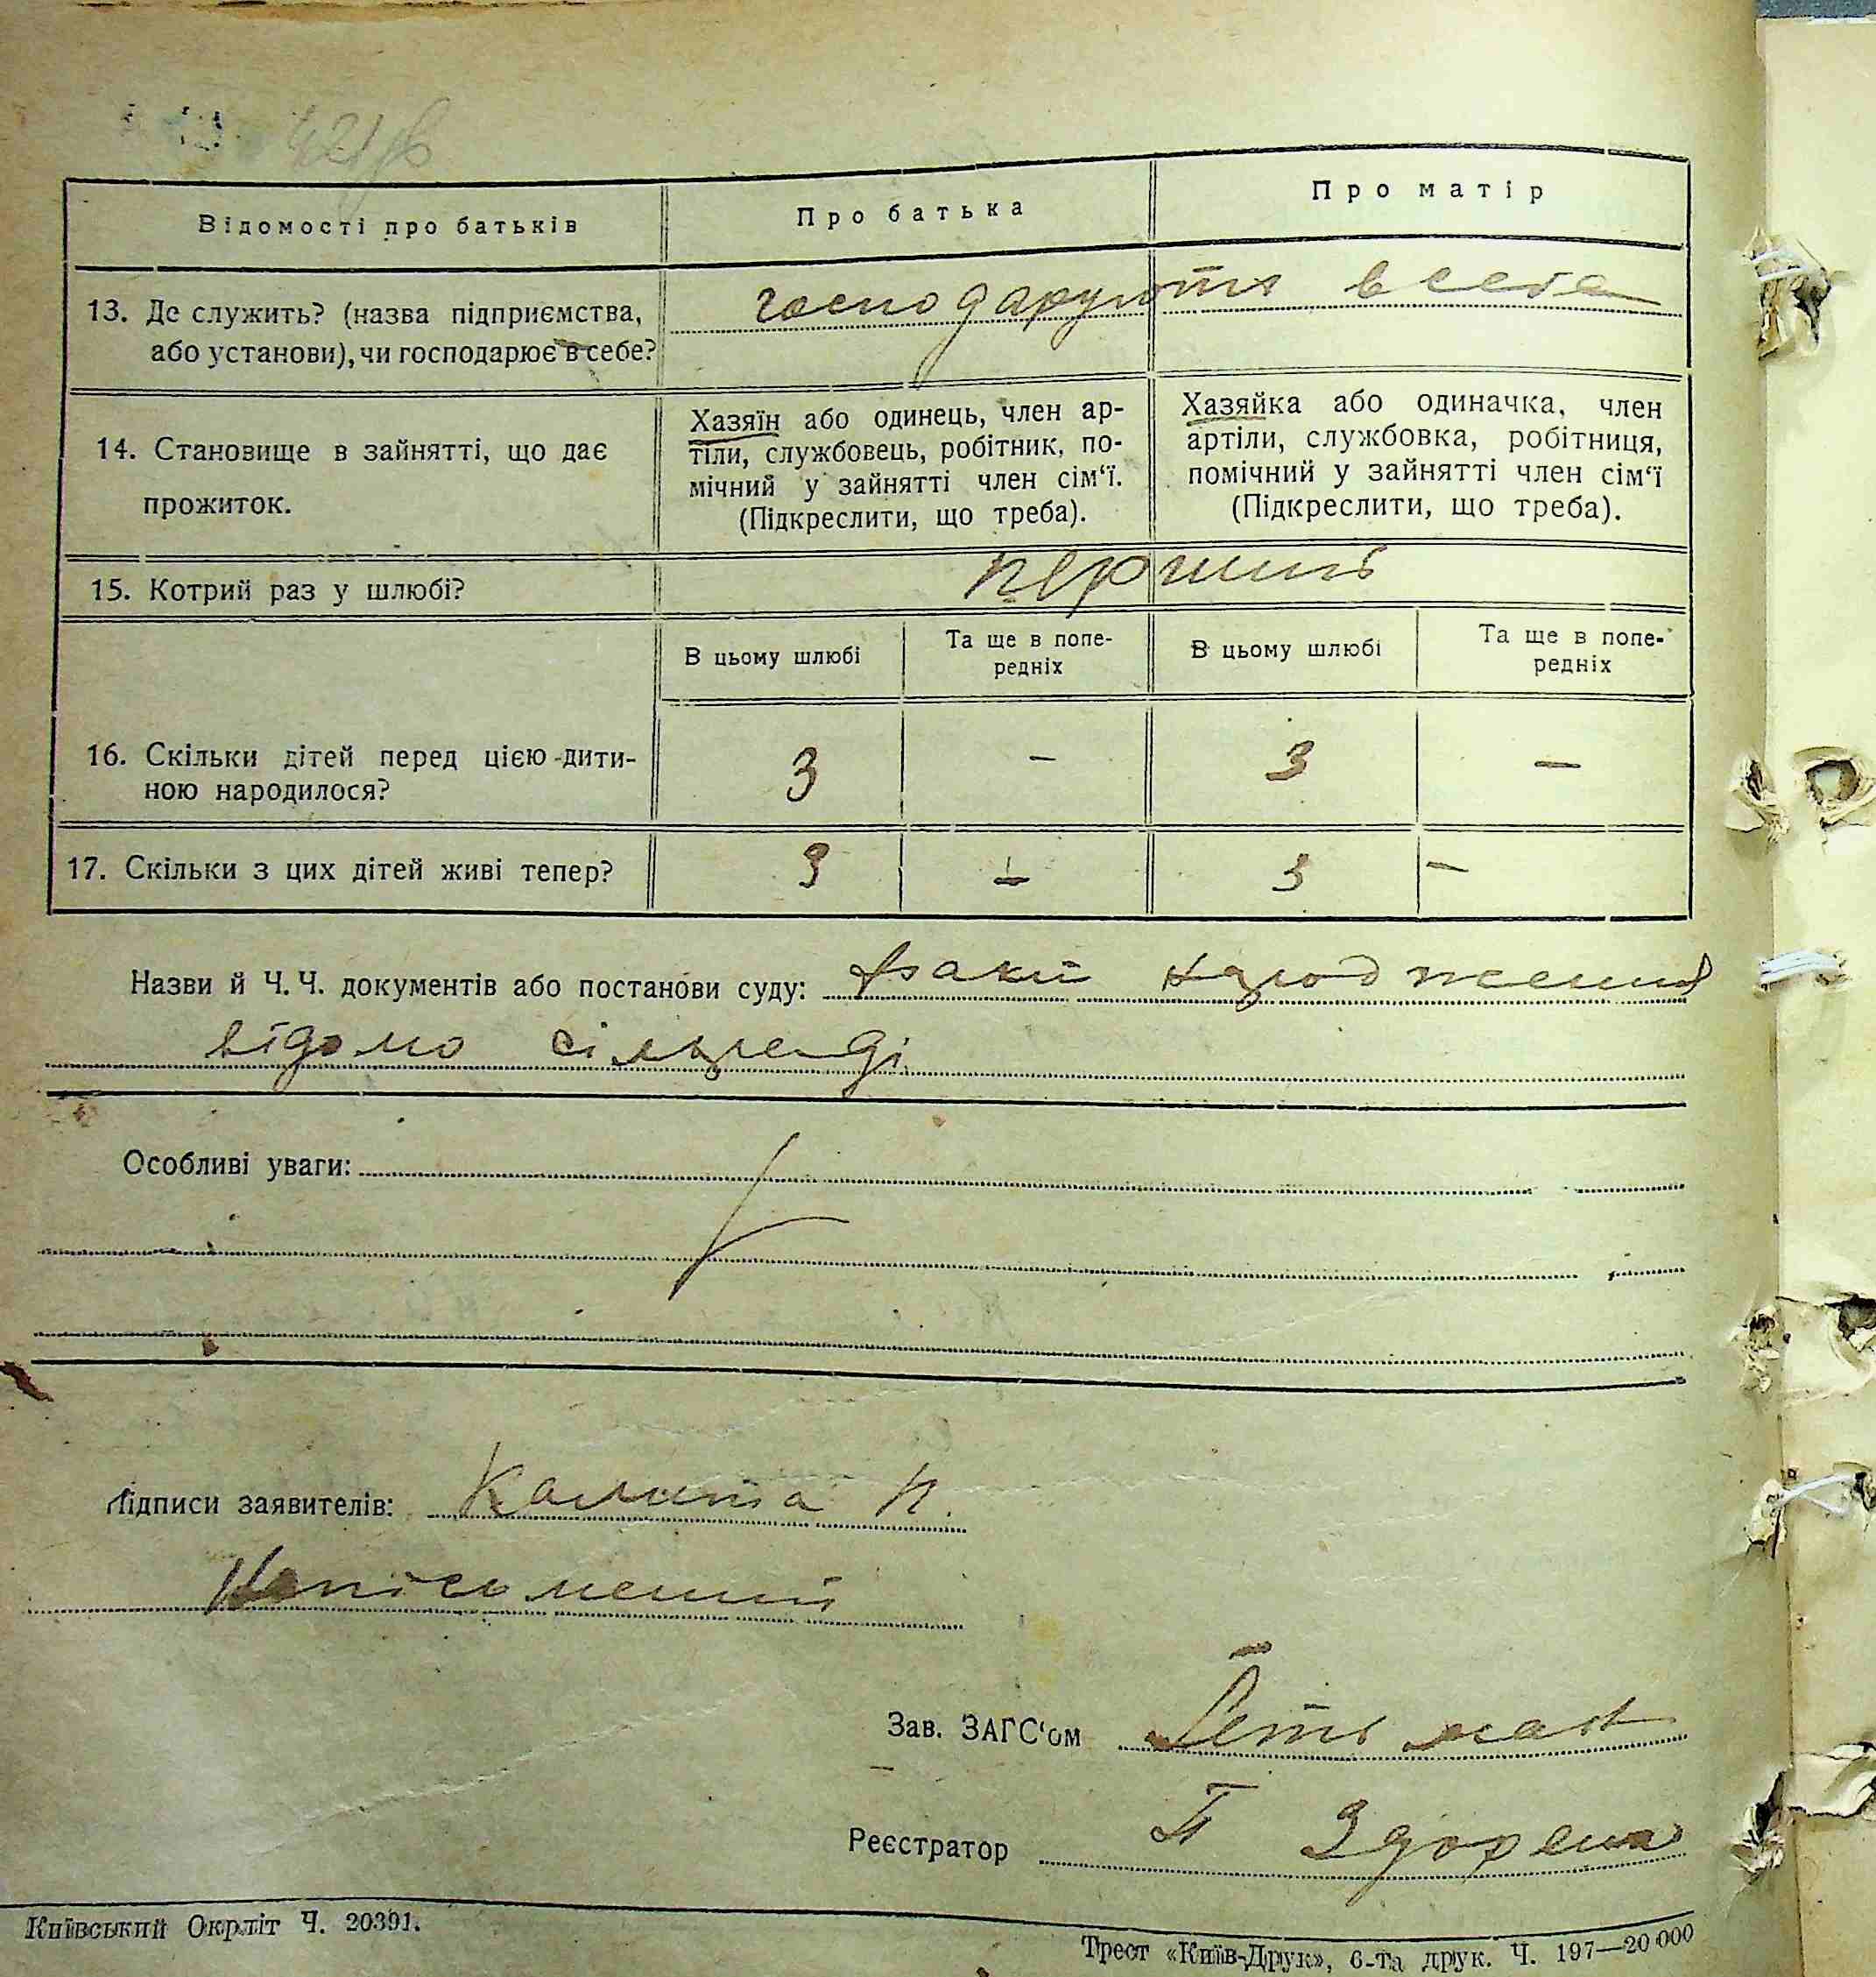 421зв
Відомості про батьків
Про батька
Про матір
13. Де служить? (назва підприємства,
або установи), чи господарює в себе?
господарують в себе
14. Становище в зайнятті, що дає
прожиток.
Хазяїн або одинець, член ар-
тіли, службовець, робітник, по-
мічний у зайнятті член сім‘ї.
(Підкреслити, що треба).
Хазяйка або одиначка, член
артіли, службовка, робітниця,
помічний у зайнятті член сім‘ї
(Підкреслити, що треба).
15. Котрий раз у шлюбі?
перший
В цьому шлюбі
Та ще в попе-
редніх
В цьому шлюбі
Та ще в попе-
редніх
16. Скільки дітей перед цією дити-
ною народилося?
3 — 3 —
17. Скільки з цих дітей живі тепер?
3 — 3 —
Назви й Ч. Ч. документів або постанови суду: народження
відомо сільраді
Особливі уваги:
Підписи заявителів: Калита П.
Неписьменний
Зав. ЗАГС‘ом
Реєстратор
Київський Окрліт Ч. 20391.
Трест «Київ-Друк», 6-та друк. Ч. 197—20 000